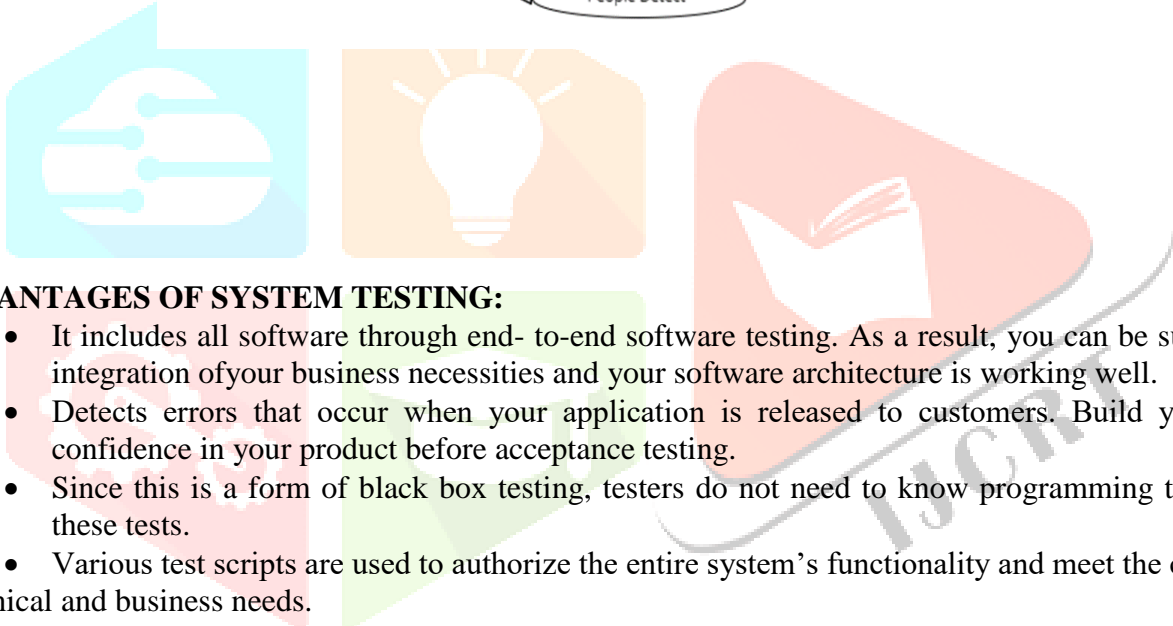 People Detect
ANTAGES OF SYSTEM TESTING:
• It includes all software through end- to-end software testing. As a result, you can be
integration ofyour business necessities and your software architecture is working well.
• Detects errors that occur when your application is released to customers. Build
confidence in your product before acceptance testing.
• Since this is a form of black box testing, testers do not need to know programming
these tests.
• Various test scripts are used to authorize the entire system's functionality and meet the
nical and business needs.
IJCRT